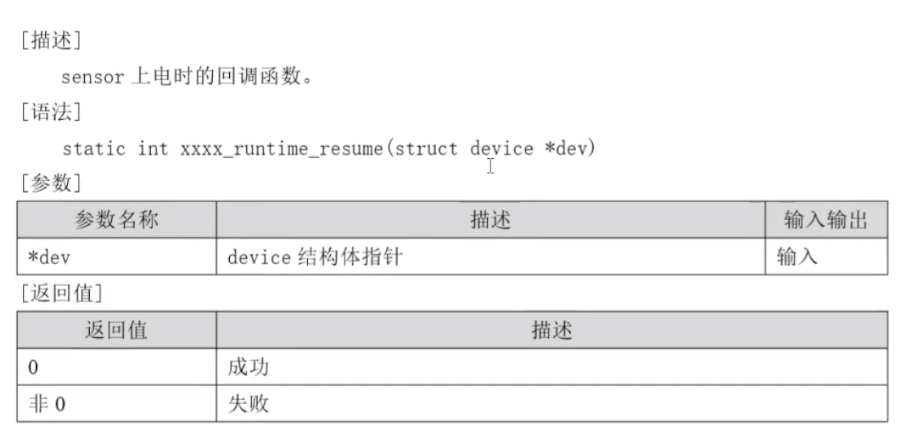 [描述]
sensor 上电时的回调函数。
[语法]
static int xxxx_runtime_resume(struct device *dev)
[参数]
参数名称 描述 输入输出
*dev device 结构体指针 输入
[返回值]
返回值 描述
0 成功
非 0 失败